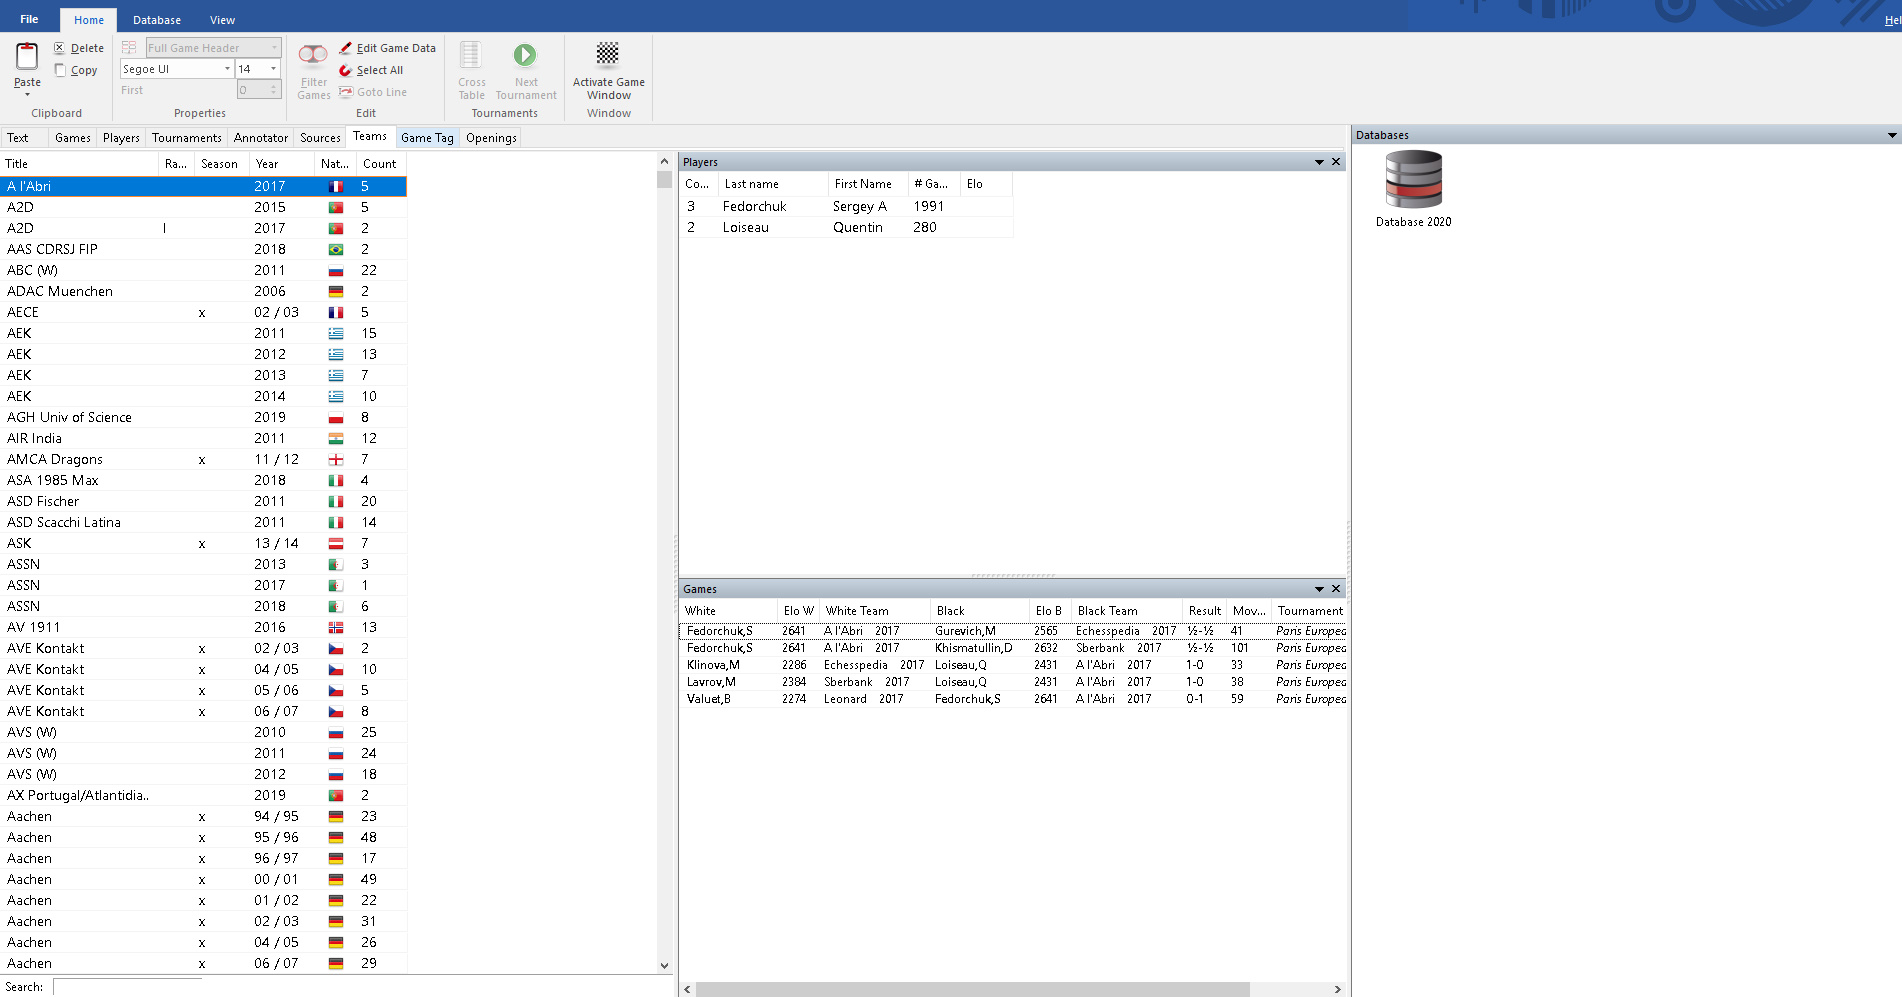 File Home Database View Hel
Paste Delete Copy Clipboard
Full Game Header
Segoe UI 14
First 0
Properties
Filter Games Edit Game Data Select All Goto Line Edit
Cross Table Next Tournament Tournaments
Activate Game Window Window
Text Games Players Tournaments Annotator Sources Teams Game Tag Openings
Title Ra... Season Year Nat... Count
A l'Abri 2017 5
A2D 2015 5
A2D I 2017 2
AAS CDRSJ FIP 2018 2
ABC (W) 2011 22
ADAC Muenchen 2006 2
AECE x 02 / 03 5
AEK 2011 15
AEK 2012 13
AEK 2013 7
AEK 2014 10
AGH Univ of Science 2019 8
AIR India 2011 12
AMCA Dragons x 11 / 12 7
ASA 1985 Max 2018 4
ASD Fischer 2011 20
ASD Scacchi Latina 2011 14
ASK x 13 / 14 7
ASSN 2013 3
ASSN 2017 1
ASSN 2018 6
AV 1911 2016 13
AVE Kontakt x 02 / 03 2
AVE Kontakt x 04 / 05 10
AVE Kontakt x 05 / 06 5
AVE Kontakt x 06 / 07 8
AVS (W) 2010 25
AVS (W) 2011 24
AVS (W) 2012 18
AX Portugal/Atlantidia.. 2019 2
Aachen x 94 / 95 23
Aachen x 95 / 96 48
Aachen x 96 / 97 17
Aachen x 00 / 01 49
Aachen x 01 / 02 22
Aachen x 02 / 03 31
Aachen x 04 / 05 26
Aachen x 06 / 07 29
Search:
Players
Co... Last name First Name # Ga... Elo
3 Fedorchuk Sergey A 1991
2 Loiseau Quentin 280
Games
White Elo W White Team Black Elo B Black Team Result Mov... Tournament
Fedorchuk,S 2641 A l'Abri 2017 Gurevich,M 2565 Echesspedia 2017 ½-½ 41 Paris Europea
Fedorchuk,S 2641 A l'Abri 2017 Khismatullin,D 2632 Sberbank 2017 ½-½ 101 Paris Europea
Klinova,M 2286 Echesspedia 2017 Loiseau,Q 2431 A l'Abri 2017 1-0 33 Paris Europea
Lavrov,M 2384 Sberbank 2017 Loiseau,Q 2431 A l'Abri 2017 1-0 38 Paris Europea
Valuet,B 2274 Leonard 2017 Fedorchuk,S 2641 A l'Abri 2017 0-1 59 Paris Europea
Databases
Database 2020